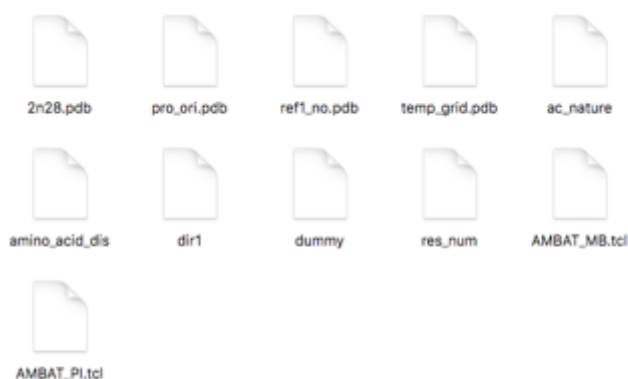 2n28.pdb pro_ori.pdb ref1_no.pdb temp_grid.pdb ac_nature
amino_acid_dis dir1 dummy res_num AMBAT_MB.tcl
AMBAT_PI.tcl